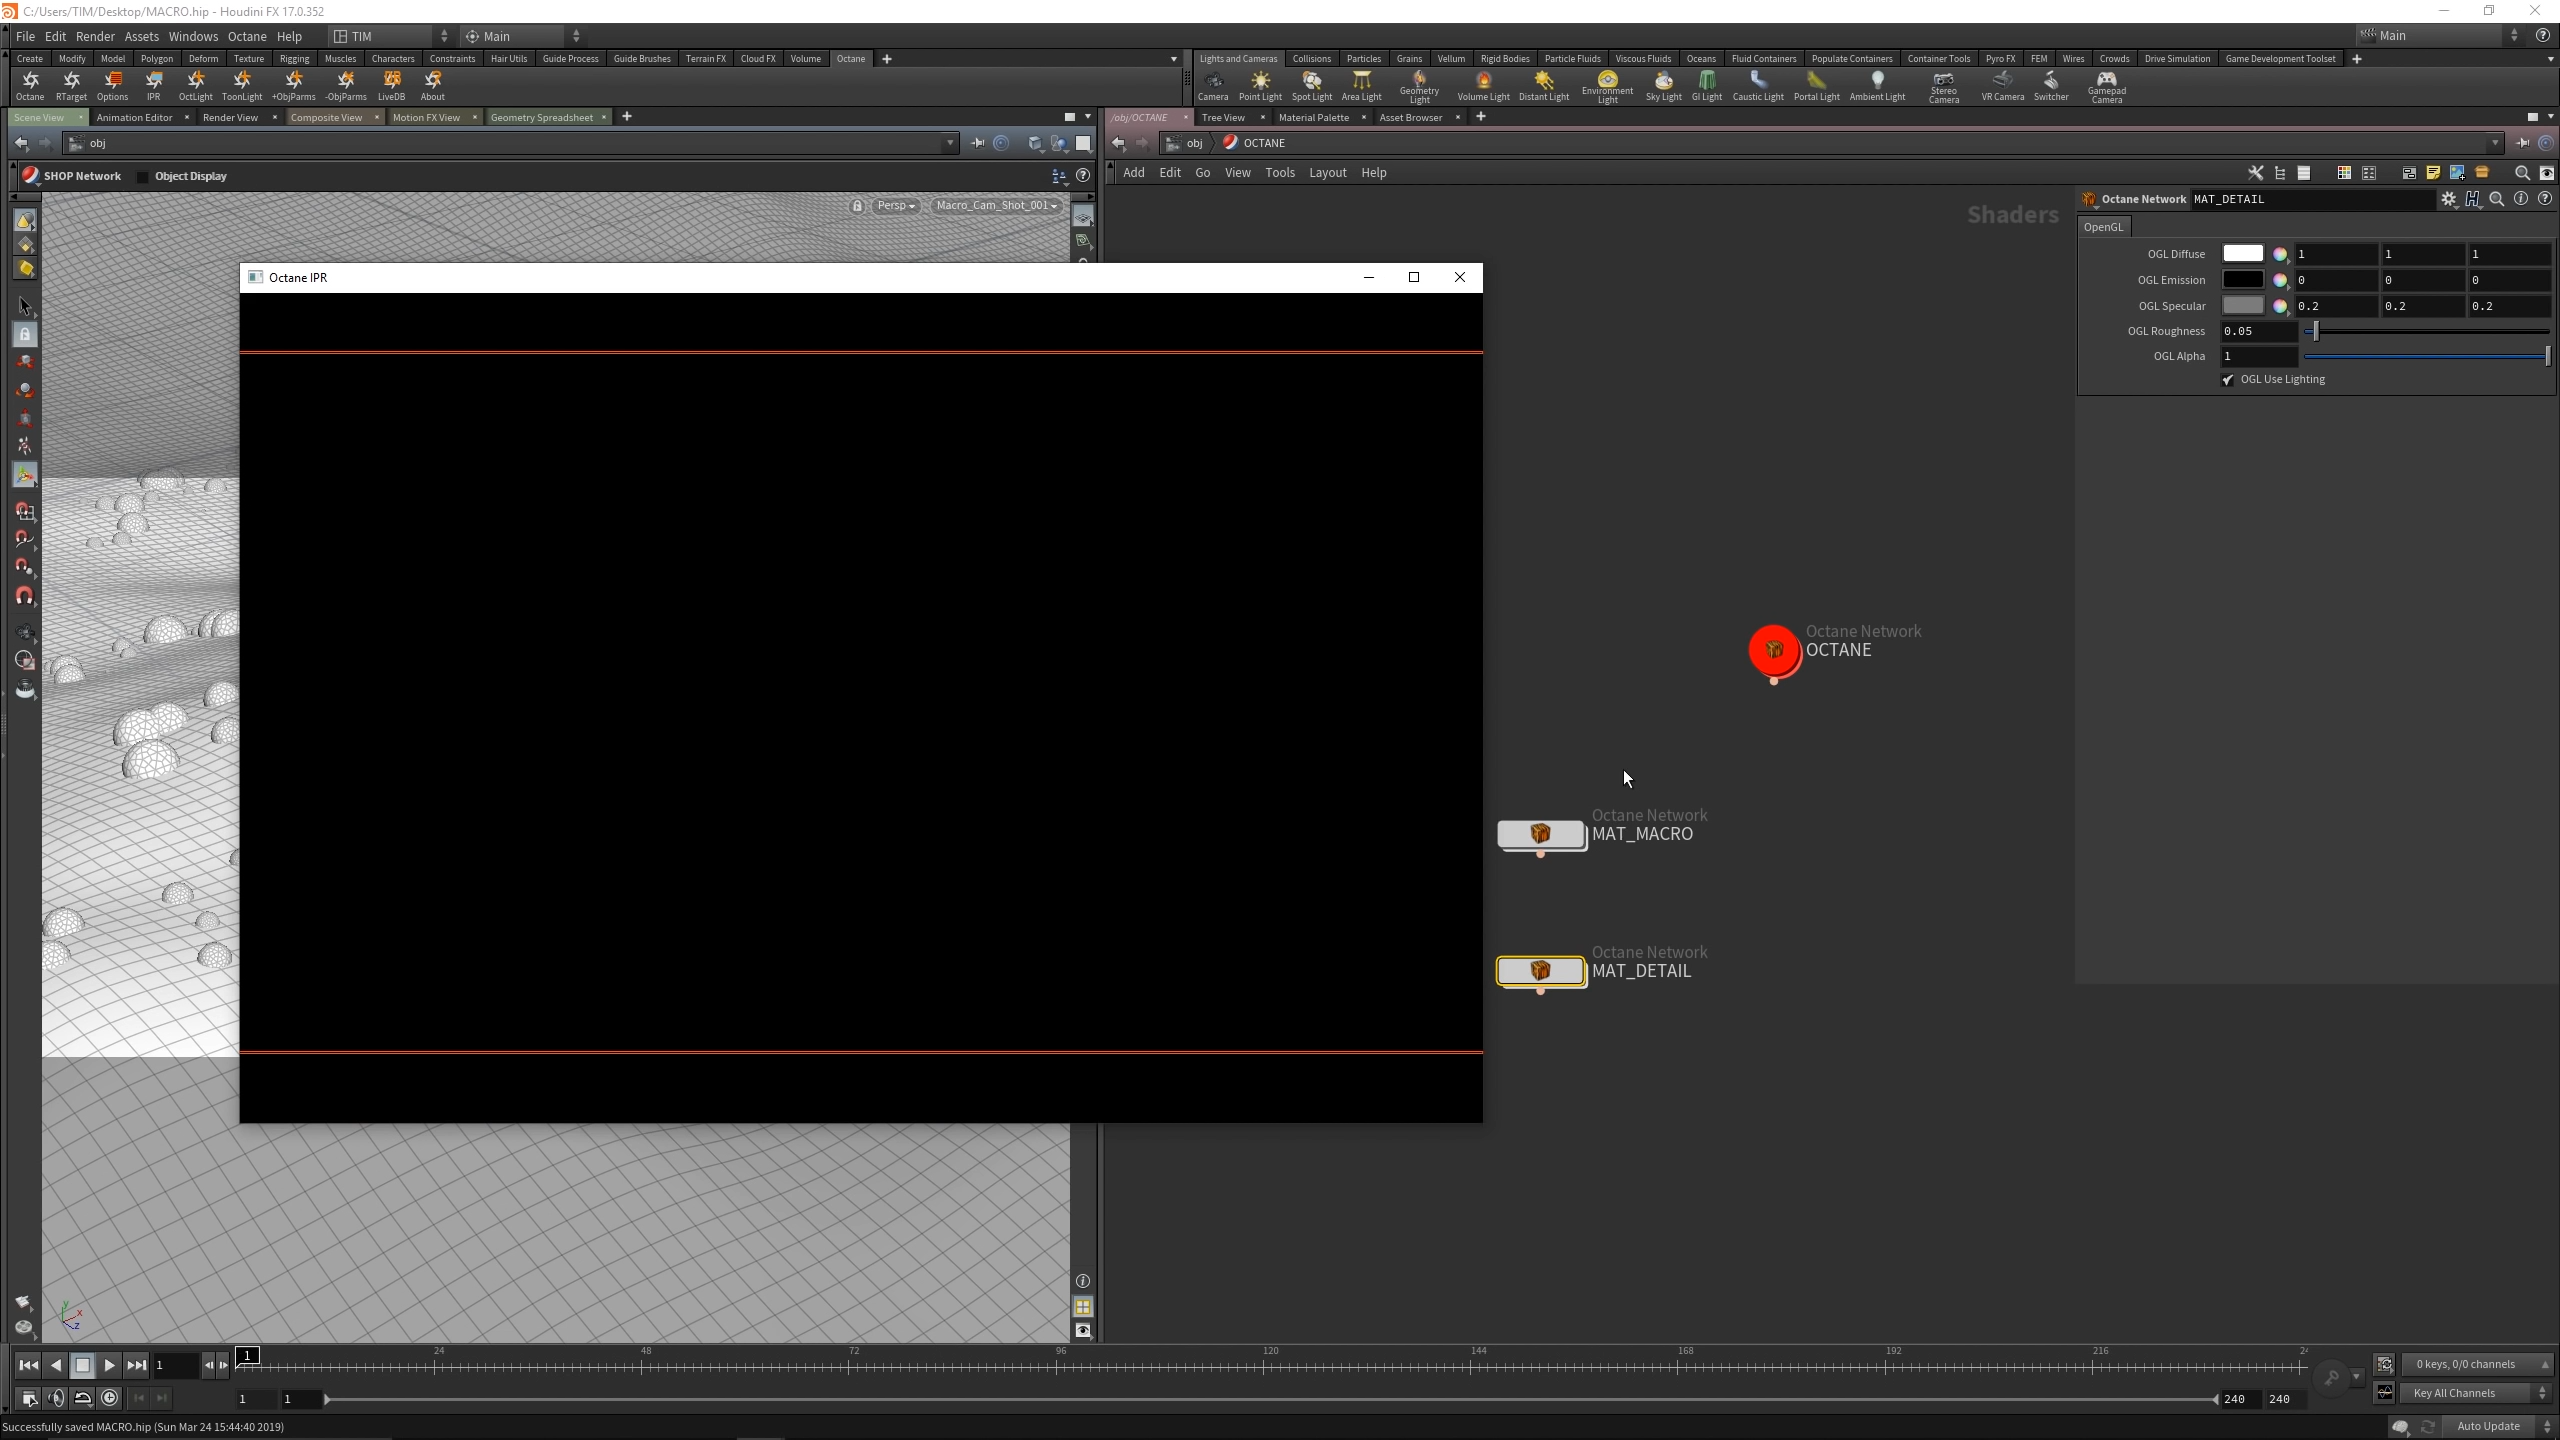 C:/Users/TIM/Desktop/MACRO.hip - Houdini FX 17.0.352
File Edit Render Assets Windows Octane Help TIM Main Main
Create Modify Model Polygon Deform Texture Rigging Muscles Characters Constraints Hair Utils Guide Process Guide Brushes Terrain FX Cloud FX Volume Octane
Lights and Cameras Collisions Particles Grains Vellum Rigid Bodies Particle Fluids Viscous Fluids Oceans Fluid Containers Populate Containers Container Tools Pyro FX FEM Wires Crowds Drive Simulation Game Development Toolset
Octane RTarget Options IPR OctLight ToonLight +ObjParms -ObjParms LiveDB About
Camera Point Light Spot Light Area Light Geometry Light Volume Light Distant Light Environment Light Sky Light GI Light Caustic Light Portal Light Ambient Light Stereo Camera VR Camera Switcher Gamepad Camera
Scene View Animation Editor Render View Composite View Motion FX View Geometry Spreadsheet
/obj/OCTANE Tree View Material Palette Asset Browser
obj
obj OCTANE
SHOP Network Object Display
Add Edit Go View Tools Layout Help
Persp Macro_Cam_Shot_001
Shaders
Octane Network MAT_DETAIL
OpenGL
OGL Diffuse 1 1 1
OGL Emission 0 0 0
OGL Specular 0.2 0.2 0.2
OGL Roughness 0.05
OGL Alpha 1
OGL Use Lighting
Octane IPR
Octane Network
OCTANE
Octane Network
MAT_MACRO
Octane Network
MAT_DETAIL
y x z
1 1 24 48 72 96 120 144 168 192 216
0 keys, 0/0 channels
1 1 240 240
Key All Channels
Successfully saved MACRO.hip (Sun Mar 24 15:44:40 2019)
Auto Update